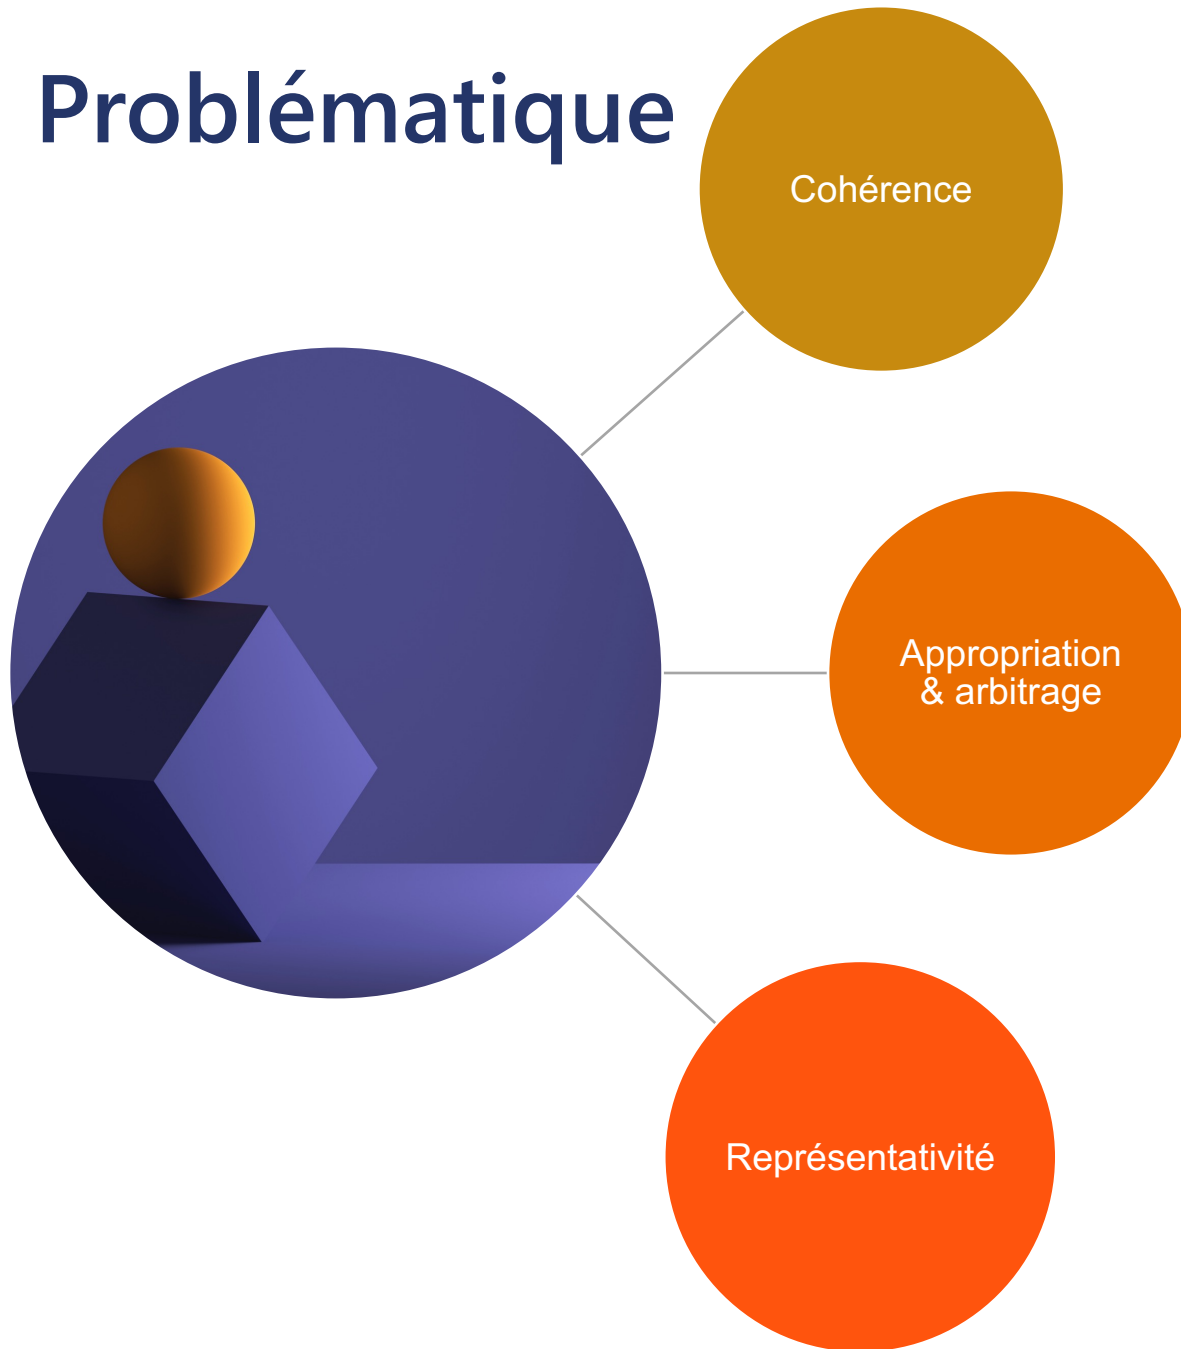 Problématique
Cohérence
Appropriation
& arbitrage
Représentativité